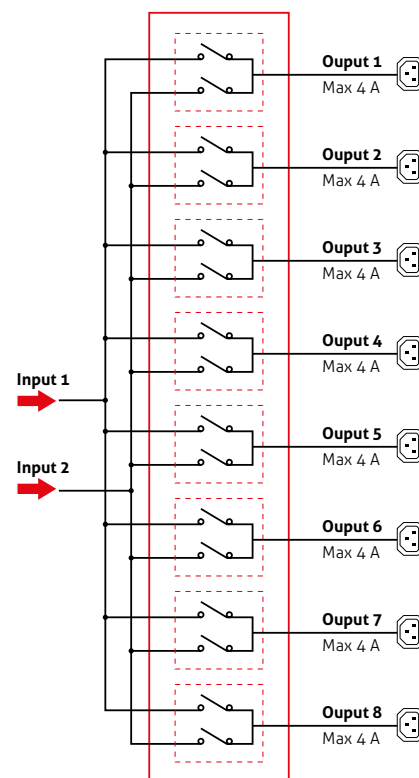 Ouput 1
Max 4 A
Ouput 2
Max 4 A
Ouput 3
Max 4 A
Ouput 4
Max 4 A
Input 1
Ouput 5
Max 4 A
Input 2
Ouput 6
Max 4 A
Ouput 7
Max 4 A
Ouput 8
Max 4 A